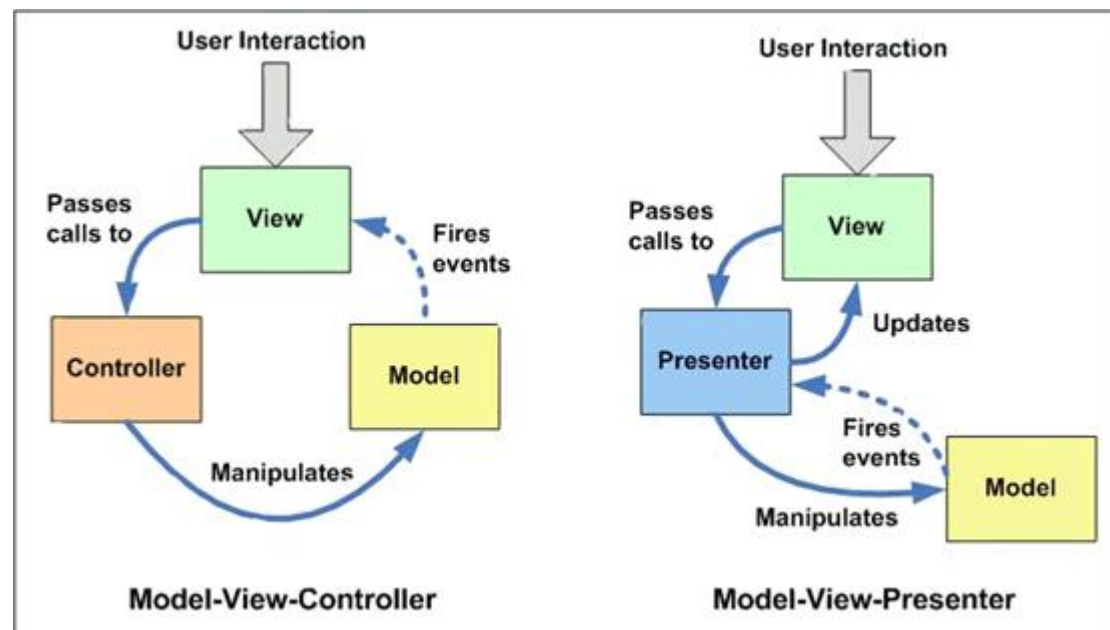 User Interaction
View
Passes
calls to
Fires
events
Controller
Model
Manipulates
Model-View-Controller
User Interaction
View
Passes
calls to
Updates
Presenter
Fires
events
Model
Manipulates
Model-View-Presenter